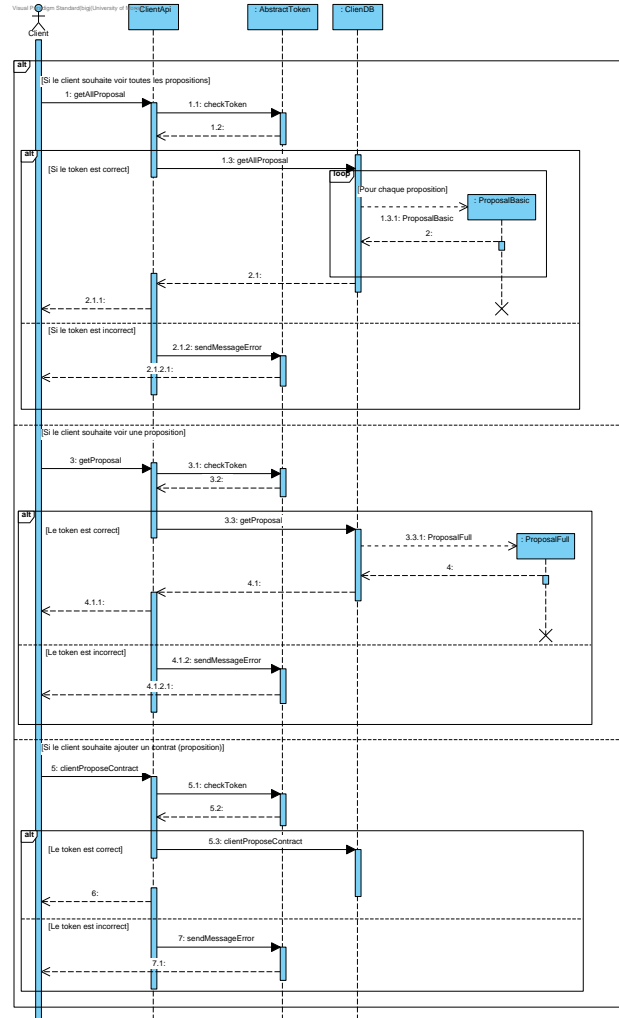 Visual Paradigm Standard(big(University of
: ClientApi
: AbstractToken
: ClienDB
Client
alt
[Si le client souhaite voir toutes les propositions]
1: getAllProposal
1.1: checkToken
1.2:
alt
[Si le token est correct]
1.3: getAllProposal
loop
[Pour chaque proposition]
: ProposalBasic
1.3.1: ProposalBasic
2:
2.1:
2.1.1:
[Si le token est incorrect]
2.1.2: sendMessageError
2.1.2.1:
[Si le client souhaite voir une proposition]
3: getProposal
3.1: checkToken
3.2:
alt
[Le token est correct]
3.3: getProposal
3.3.1: ProposalFull
: ProposalFull
4:
4.1:
4.1.1:
[Le token est incorrect]
4.1.2: sendMessageError
4.1.2.1:
[Si le client souhaite ajouter un contrat (proposition)]
5: clientProposeContract
5.1: checkToken
5.2:
alt
[Le token est correct]
5.3: clientProposeContract
6:
[Le token est incorrect]
7: sendMessageError
7.1: